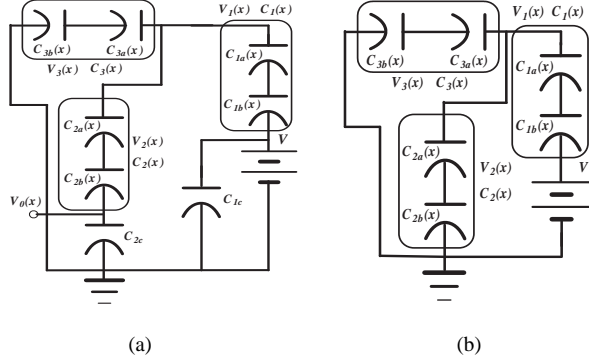 V1(x) C1(x)
C3b(x) C3a(x)
V3(x) C3(x)
C1a(x)
C1b(x)
C2a(x)
V2(x)
C2(x)
C2b(x)
V
V0(x)
C1c
C2c
(a)
V1(x) C1(x)
C3b(x) C3a(x)
V3(x) C3(x)
C1a(x)
C1b(x)
C2a(x)
V2(x)
C2(x)
C2b(x)
V
(b)